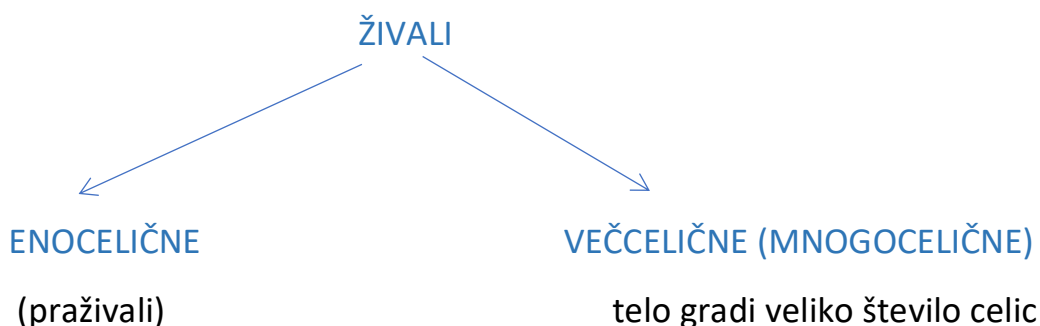 ŽIVALI
ENOCELIČNE
VEČCELIČNE (MNOGOCELIČNE)
(praživali)
telo gradi veliko število celic